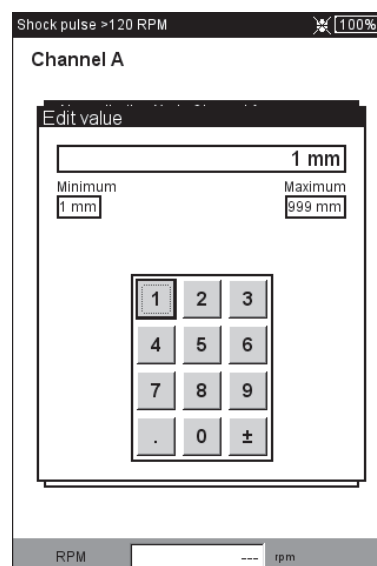 Shock pulse >120 RPM 100%
Channel A
Edit value
1 mm
Minimum Maximum
1 mm 999 mm
1 2 3
4 5 6
7 8 9
. 0 ±
RPM --- rpm